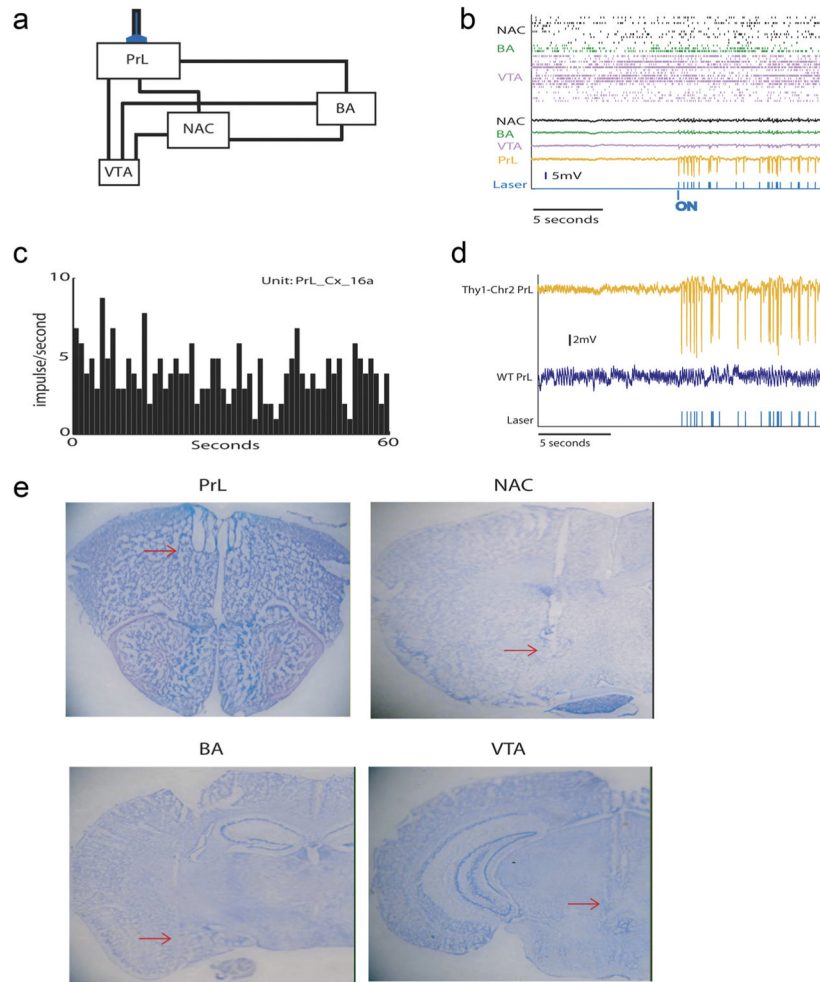 a
PrL
BA
NAC
VTA
b
NAC
BA
VTA
NAC
BA
VTA
PrL
5mV
Laser
ON
5 seconds
c
10
Unit: PrL_Cx_16a
impulse/second
5
0
0
Seconds
60
d
Thy1-Chr2 PrL
2mV
WT PrL
Laser
5 seconds
e
PrL
NAC
BA
VTA